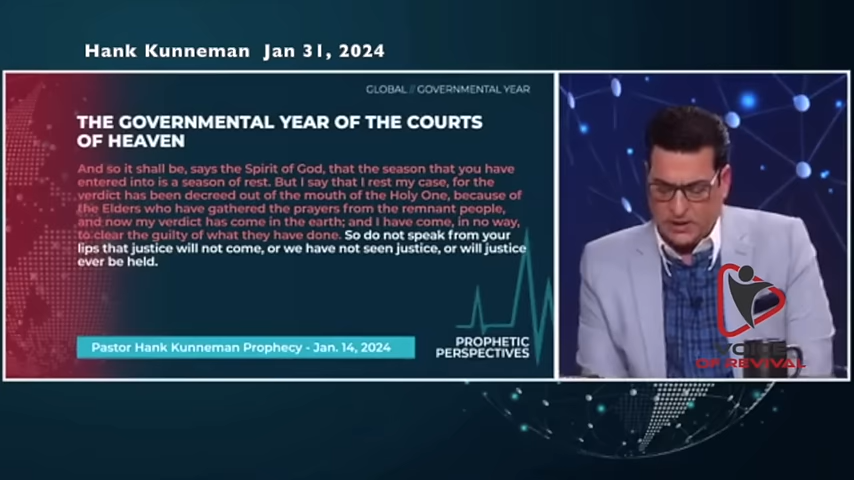 Hank Kunneman Jan 31, 2024
GLOBAL // GOVERNMENTAL YEAR
THE GOVERNMENTAL YEAR OF THE COURTS
OF HEAVEN
And so it shall be, says the Spirit of God, that the season that you have
entered into is a season of rest. But I say that I rest my case, for the
verdict has been decreed out of the mouth of the Holy One, because of
the Elders who have gathered the prayers from the remnant people,
and now my verdict has come in the earth; and I have come, in no way,
to clear the guilty of what they have done. So do not speak from your
lips that justice will not come, or we have not seen justice, or will justice
ever be held.
Pastor Hank Kunneman Prophecy - Jan. 14, 2024
PROPHETIC
PERSPECTIVES
VOICE
OF REVIVAL